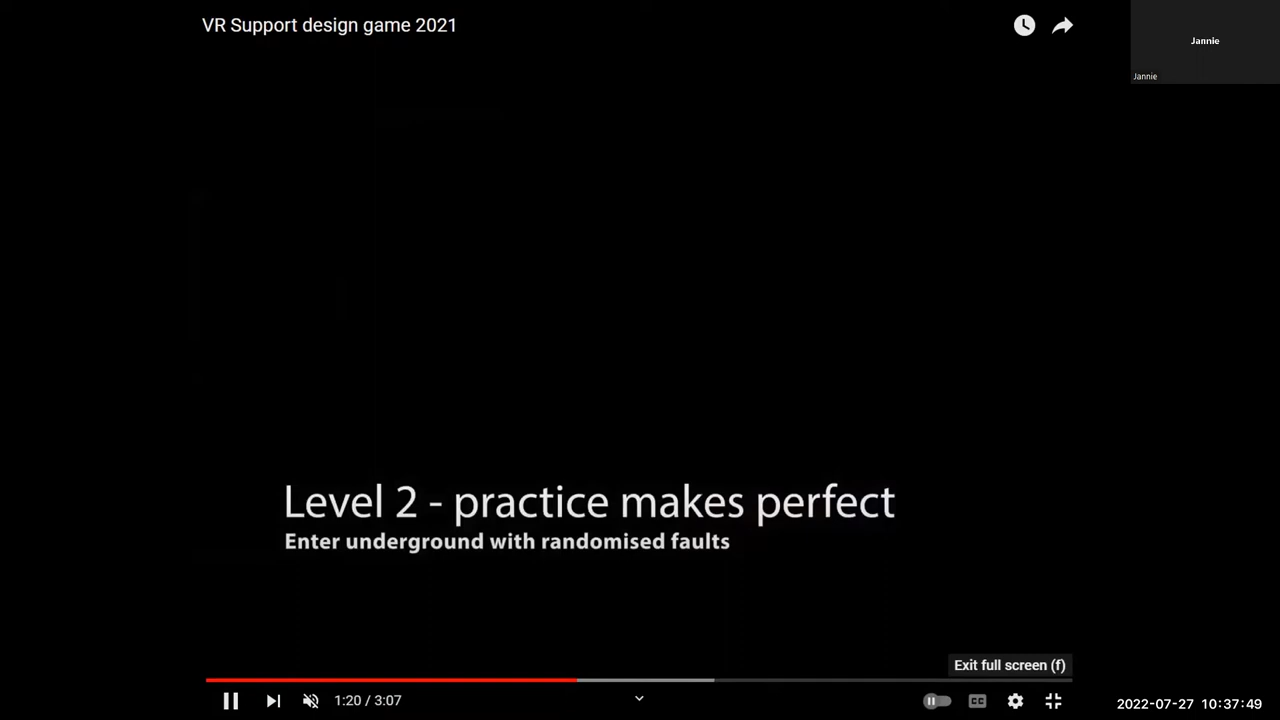 VR Support design game 2021
Jannie
Jannie
Level 2 - practice makes perfect
Enter underground with randomised faults
Exit full screen (f)
1:20 / 3:07
CC
2022-07-27 10:37:49